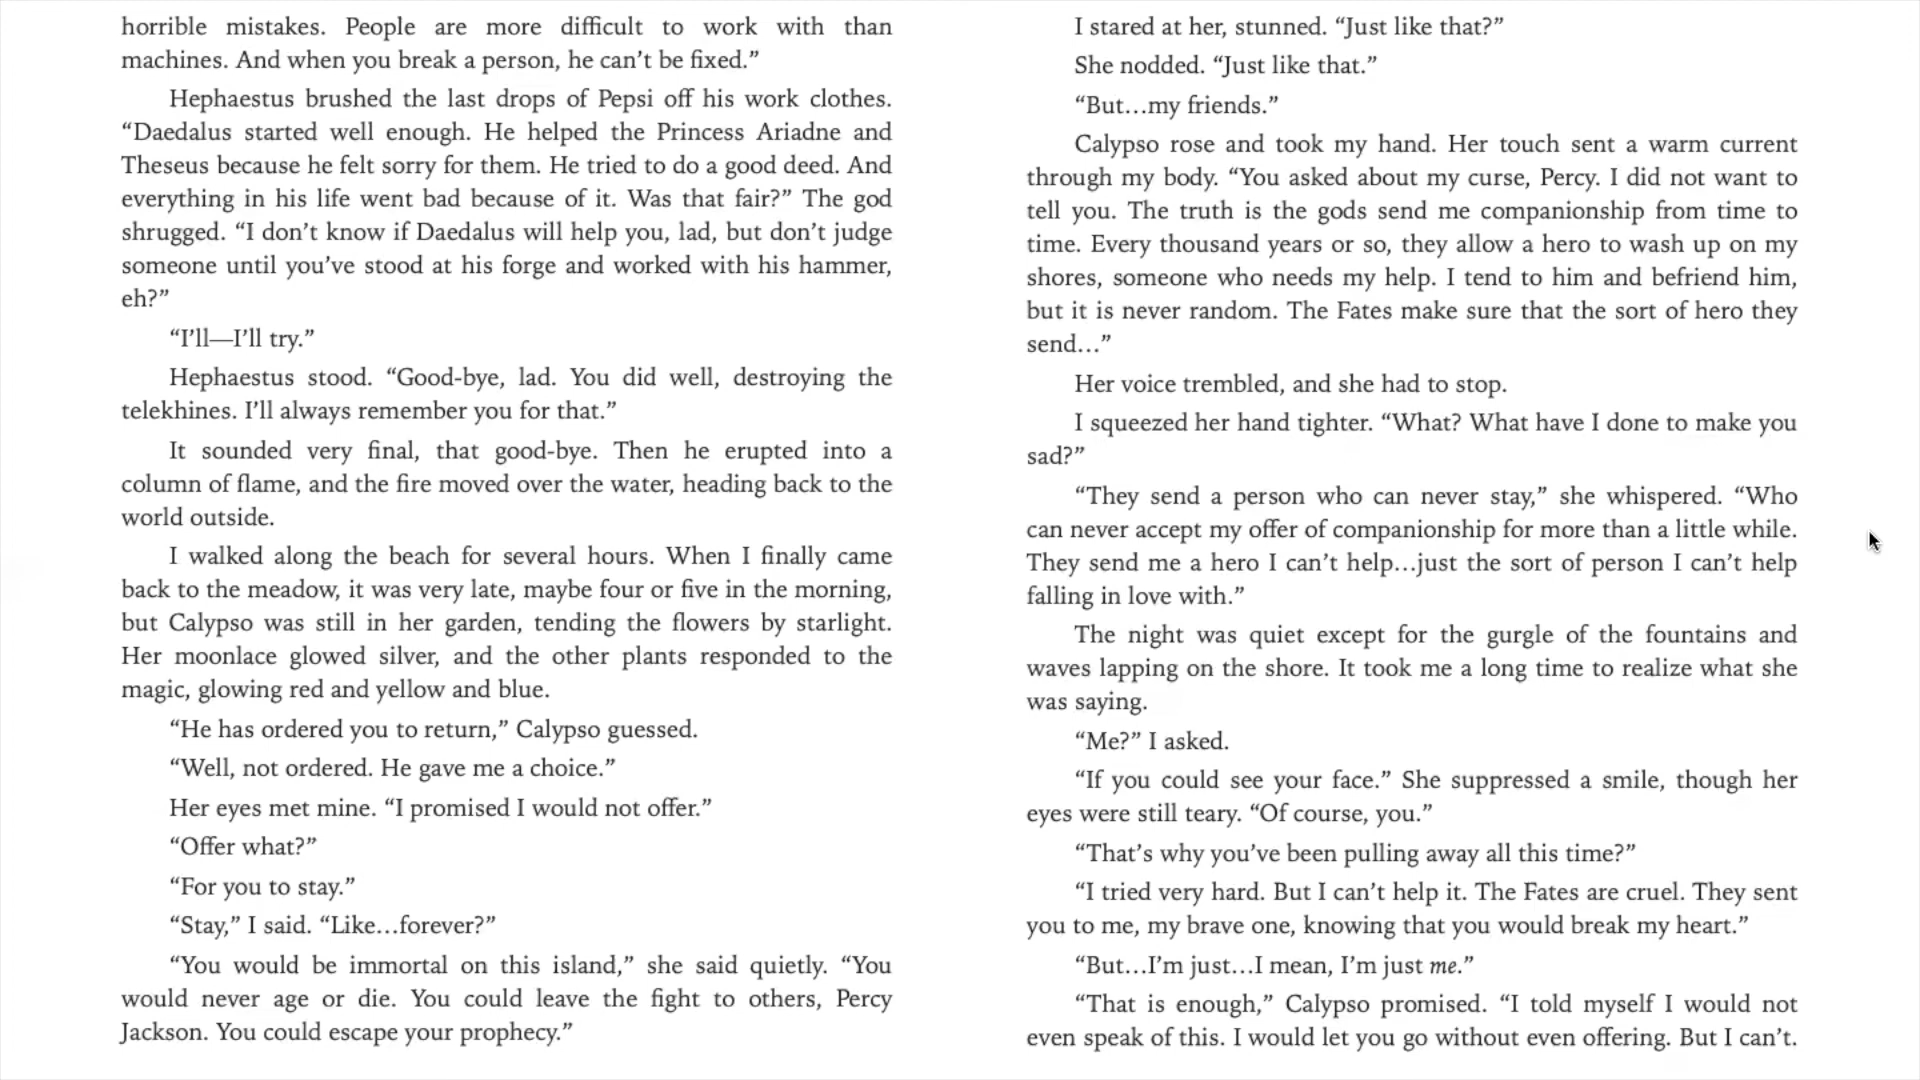 horrible mistakes. People are more difficult to work with than
machines. And when you break a person, he can’t be fixed.”
Hephaestus brushed the last drops of Pepsi off his work clothes.
“Daedalus started well enough. He helped the Princess Ariadne and
Theseus because he felt sorry for them. He tried to do a good deed. And
everything in his life went bad because of it. Was that fair?” The god
shrugged. “I don’t know if Daedalus will help you, lad, but don’t judge
someone until you’ve stood at his forge and worked with his hammer,
eh?”
“I’ll—I’ll try.”
Hephaestus stood. “Good-bye, lad. You did well, destroying the
telekhines. I’ll always remember you for that.”
It sounded very final, that good-bye. Then he erupted into a
column of flame, and the fire moved over the water, heading back to the
world outside.
I walked along the beach for several hours. When I finally came
back to the meadow, it was very late, maybe four or five in the morning,
but Calypso was still in her garden, tending the flowers by starlight.
Her moonlace glowed silver, and the other plants responded to the
magic, glowing red and yellow and blue.
“He has ordered you to return,” Calypso guessed.
“Well, not ordered. He gave me a choice.”
Her eyes met mine. “I promised I would not offer.”
“Offer what?”
“For you to stay.”
“Stay,” I said. “Like…forever?”
“You would be immortal on this island,” she said quietly. “You
would never age or die. You could leave the fight to others, Percy
Jackson. You could escape your prophecy.”
I stared at her, stunned. “Just like that?”
She nodded. “Just like that.”
“But…my friends.”
Calypso rose and took my hand. Her touch sent a warm current
through my body. “You asked about my curse, Percy. I did not want to
tell you. The truth is the gods send me companionship from time to
time. Every thousand years or so, they allow a hero to wash up on my
shores, someone who needs my help. I tend to him and befriend him,
but it is never random. The Fates make sure that the sort of hero they
send…”
Her voice trembled, and she had to stop.
I squeezed her hand tighter. “What? What have I done to make you
sad?”
“They send a person who can never stay,” she whispered. “Who
can never accept my offer of companionship for more than a little while.
They send me a hero I can’t help…just the sort of person I can’t help
falling in love with.”
The night was quiet except for the gurgle of the fountains and
waves lapping on the shore. It took me a long time to realize what she
was saying.
“Me?” I asked.
“If you could see your face.” She suppressed a smile, though her
eyes were still teary. “Of course, you.”
“That’s why you’ve been pulling away all this time?”
“I tried very hard. But I can’t help it. The Fates are cruel. They sent
you to me, my brave one, knowing that you would break my heart.”
“But…I’m just…I mean, I’m just me.”
“That is enough,” Calypso promised. “I told myself I would not
even speak of this. I would let you go without even offering. But I can’t.